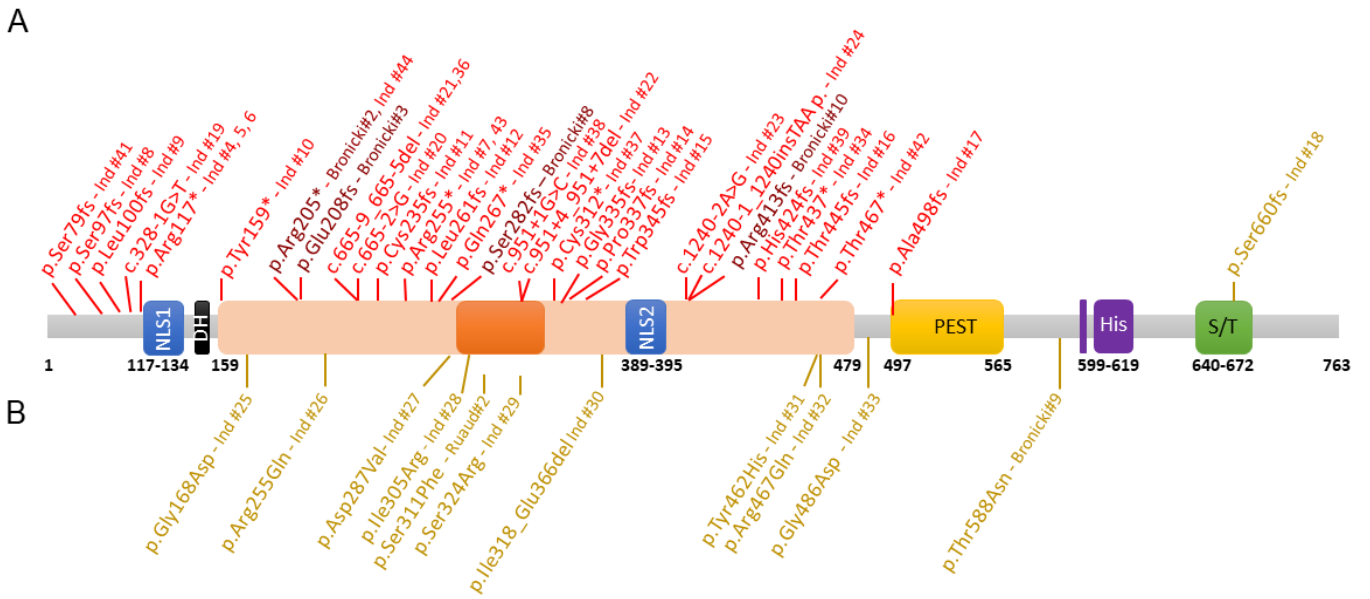 A
p.Ser79fs - Ind #41
p.Ser97fs - Ind #8
p.Leu100fs - Ind #9
c.328-1G>T - Ind #19
p.Arg117* - Ind #4, 5, 6
p.Tyr159* - Ind #10
p.Arg205* - Bronicki#2, Ind #44
p.Glu208fs - Bronicki#3
c.665-9_665-5del - Ind #21,36
c.665-2>G - Ind #20
p.Cys235fs - Ind #11
p.Arg255* - Ind #7, 43
p.Leu261fs - Ind #12
p.Gln267* - Ind #35
p.Ser282fs – Bronicki#8
c.951+1G>C - Ind #38
c.951+4_951+7del - Ind #22
p.Cys312* - Ind #37
p.Gly335fs - Ind #13
p.Pro337fs - Ind #14
p.Trp345fs - Ind #15
c.1240-2A>G - Ind #23
c.1240-1_1240insTAA p. - Ind #24
p.Arg413fs - Bronicki#10
p.His424fs - Ind #39
p.Thr437* - Ind #34
p.Thr445fs - Ind #16
p.Thr467* - Ind #42
p.Ala498fs - Ind #17
p.Ser660fs - Ind #18
NLS1
DH
NLS2
PEST
His
S/T
1
117-134
159
389-395
479
497
565
599-619
640-672
763
B
p.Gly168Asp - Ind #25
p.Arg255Gln - Ind #26
p.Asp287Val- Ind #27
p.Ile305Arg - Ind #28
p.Ser311Phe - Ruaud#2
p.Ser324Arg - Ind #29
p.Ile318_Glu366del Ind #30
p.Tyr462His - Ind #31
p.Arg467Gln - Ind #32
p.Gly486Asp - Ind #33
p.Thr588Asn - Bronicki#9